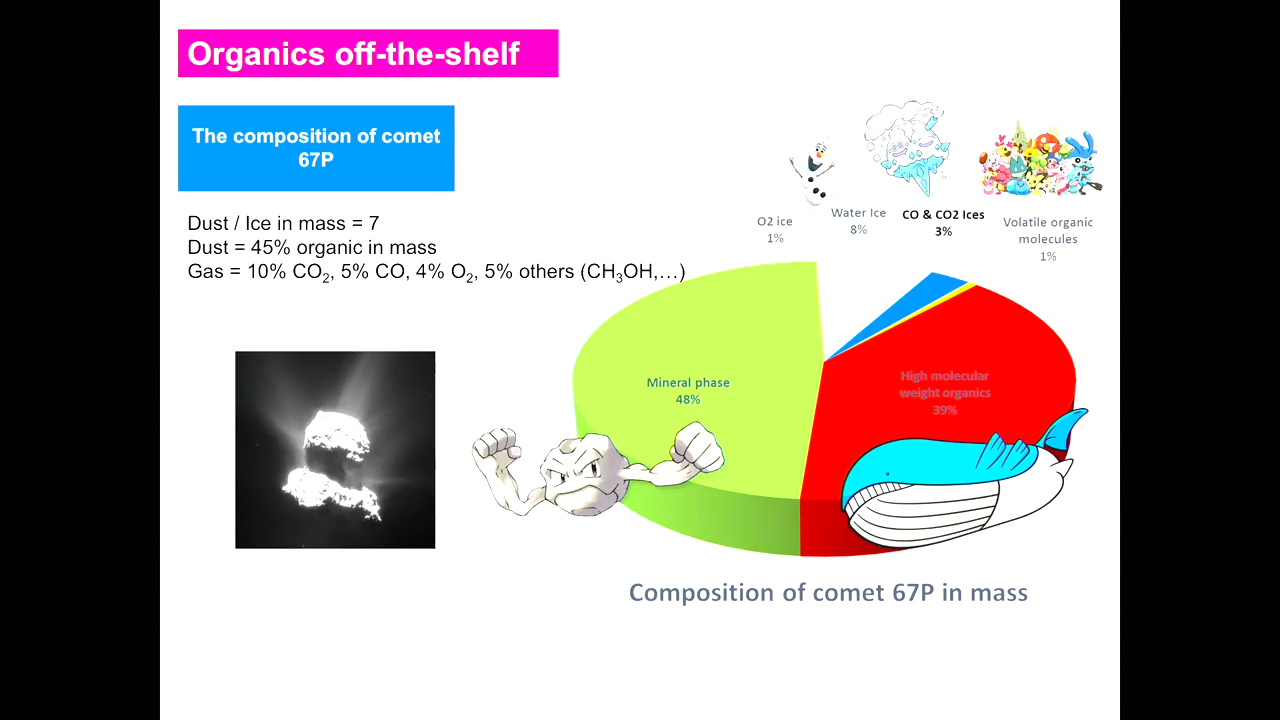 Organics off-the-shelf
The composition of comet
67P
Dust / Ice in mass = 7
Dust = 45% organic in mass
Gas = 10% CO₂, 5% CO, 4% O₂, 5% others (CH₃OH,...)
O2 ice
1%
Water Ice
8%
CO & CO2 Ices
3%
Volatile organic
molecules
1%
Mineral phase
48%
High molecular
weight organics
39%
Composition of comet 67P in mass